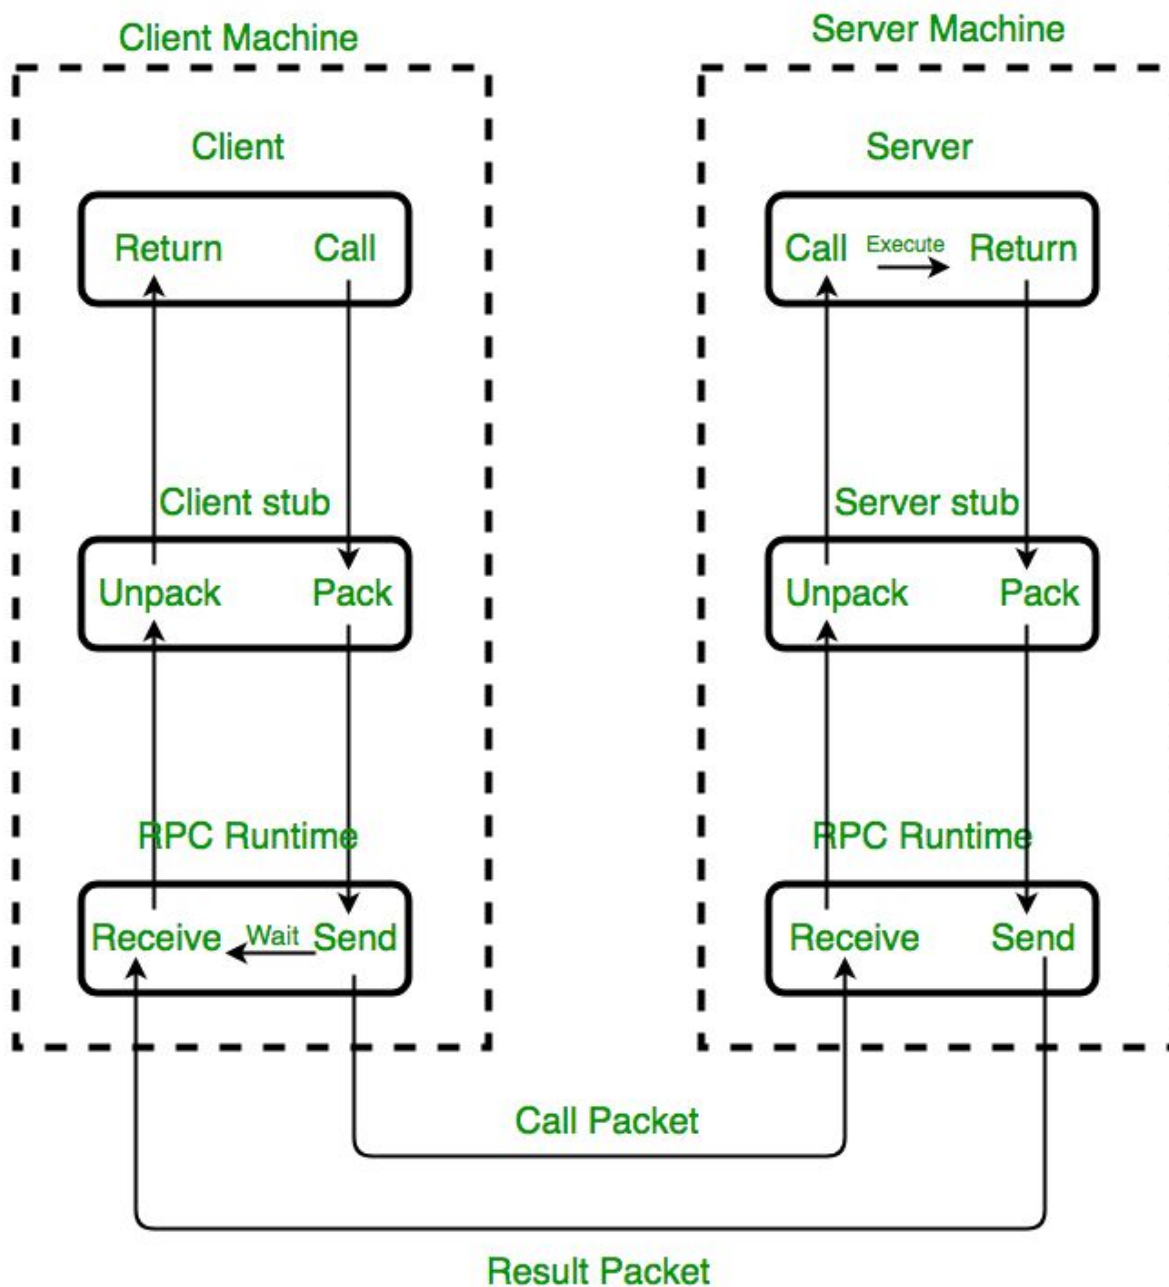 Client Machine
Server Machine
Client
Server
Return Call
Call Execute Return
Client stub
Server stub
Unpack Pack
Unpack Pack
RPC Runtime
RPC Runtime
Receive Wait Send
Receive Send
Call Packet
Result Packet